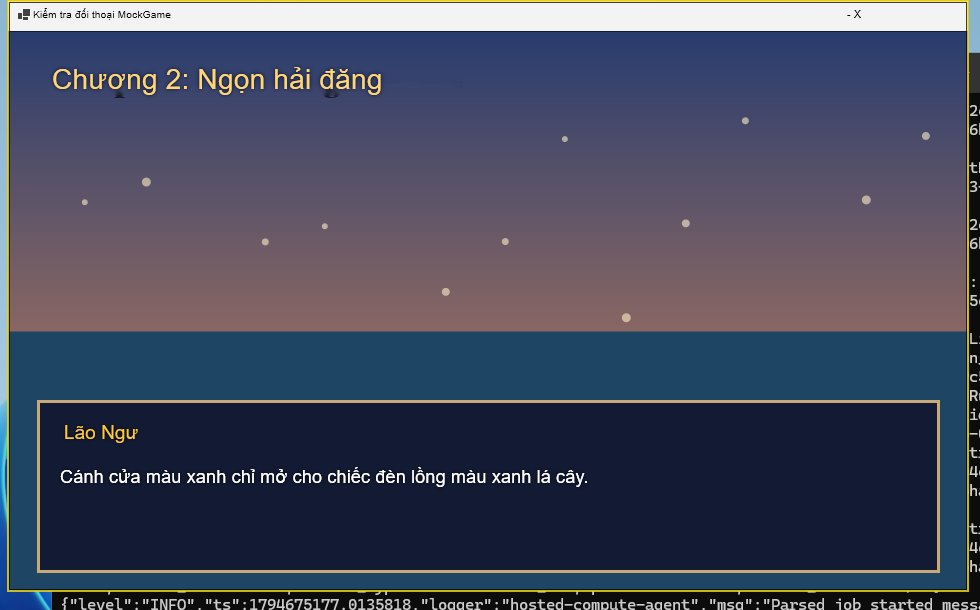 Kiểm tra đối thoại MockGame
- X
Chương 2: Ngọn hải đăng
Lão Ngư
Cánh cửa màu xanh chỉ mở cho chiếc đèn lồng màu xanh lá cây.
{"level":"INFO","ts":1794675177.0135818,"logger":"hosted-compute-agent","msg":"Parsed job started mes